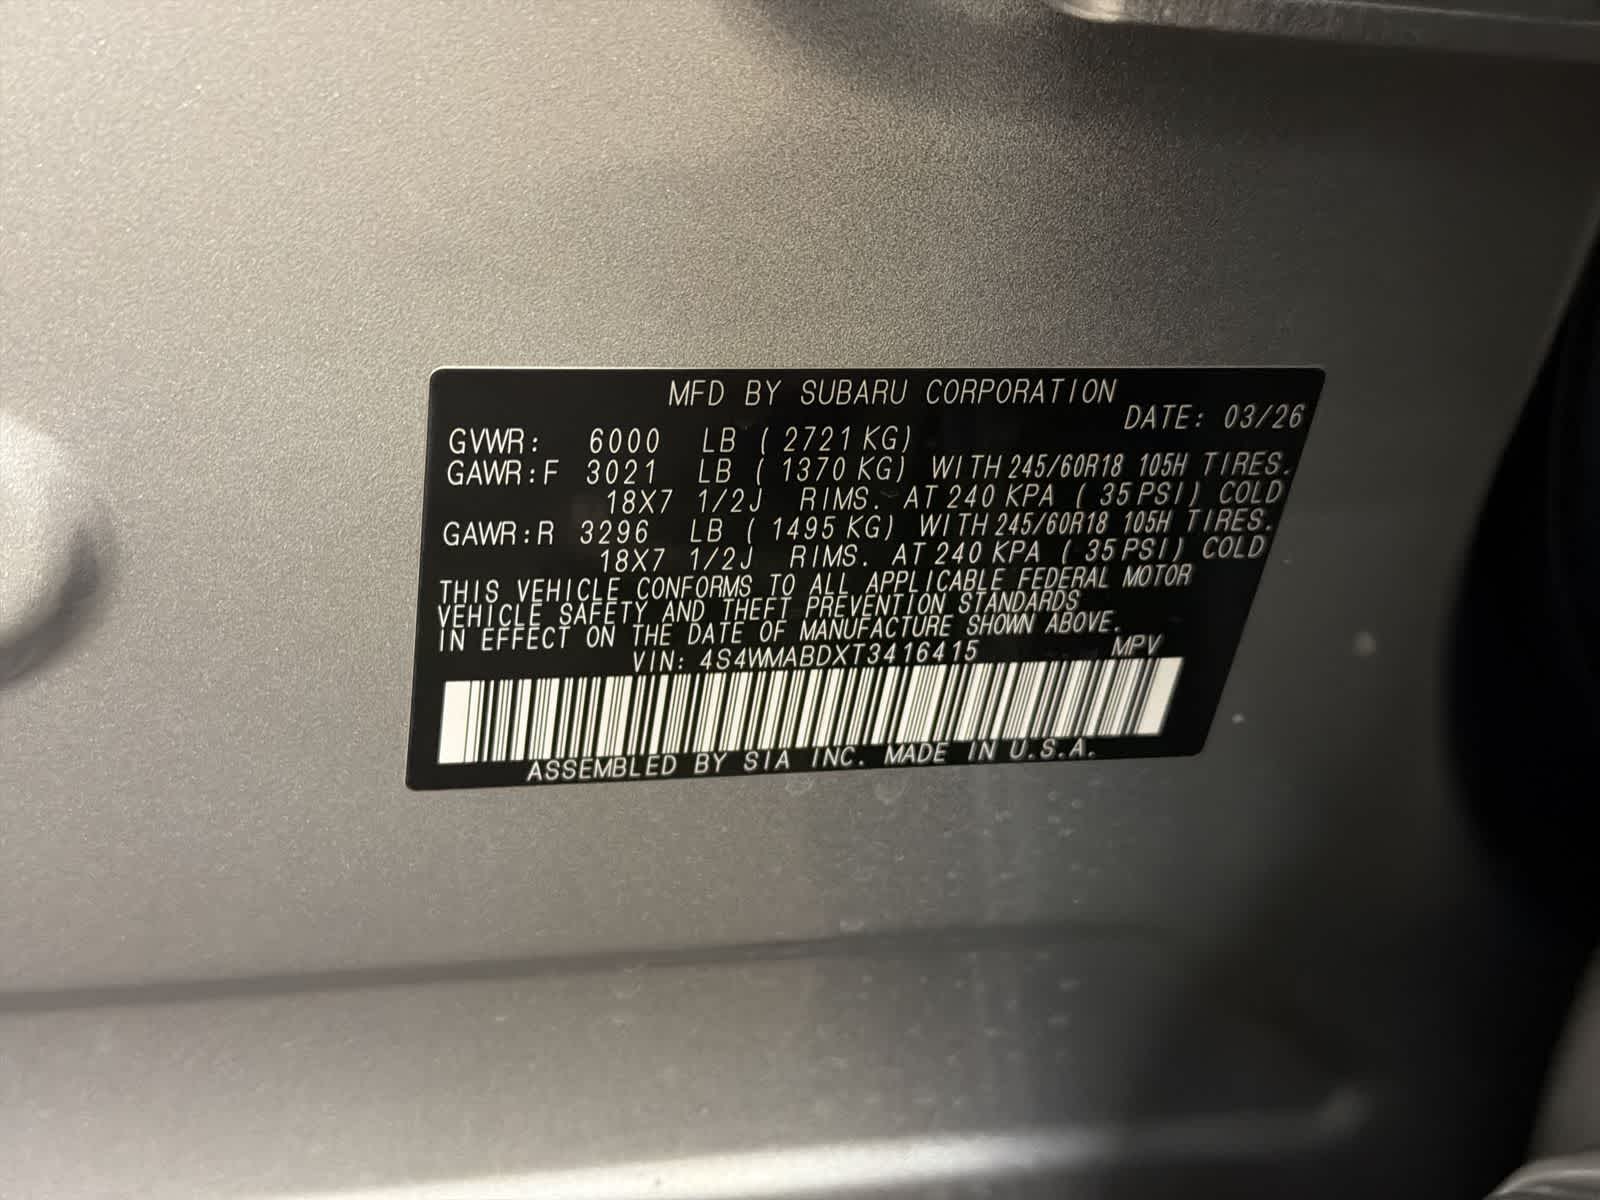 MFD BY SUBARU CORPORATION
DATE: 03/26
GVWR: 6000 LB ( 2721 KG)
GAWR:F 3021 LB ( 1370 KG) WITH 245/60R18 105H TIRES.
18X7 1/2J RIMS. AT 240 KPA ( 35 PSI) COLD
GAWR:R 3296 LB ( 1495 KG) WITH 245/60R18 105H TIRES.
18X7 1/2J RIMS. AT 240 KPA ( 35 PSI) COLD
THIS VEHICLE CONFORMS TO ALL APPLICABLE FEDERAL MOTOR
VEHICLE SAFETY AND THEFT PREVENTION STANDARDS
IN EFFECT ON THE DATE OF MANUFACTURE SHOWN ABOVE.
VIN: 4S4WMABDXT3416415 MPV
ASSEMBLED BY SIA INC. MADE IN U.S.A.